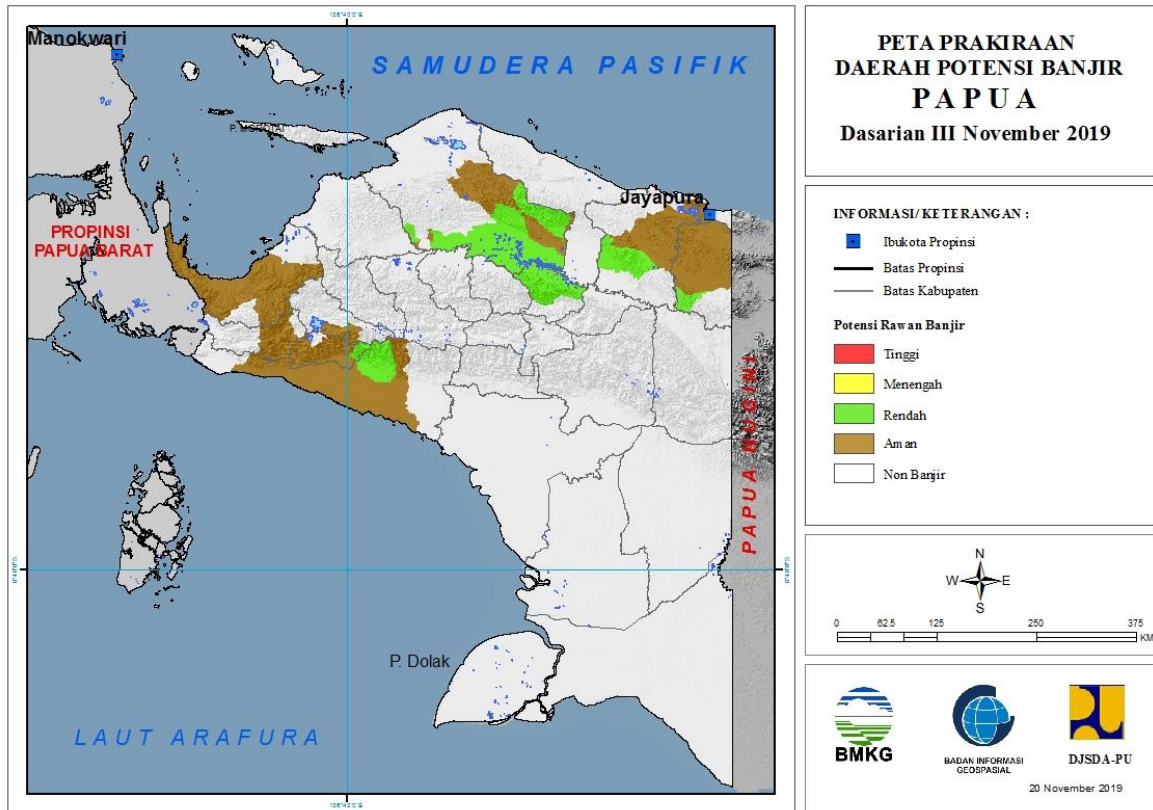 Manokwari
SAMUDERA PASIFIK
Jayapura
PROPINSI
PAPUA BARAT
PAPUA NUGINI
P. Dolak
LAUT ARAFURA
PETA PRAKIRAAN
DAERAH POTENSI BANJIR
PAPUA
Dasarian III November 2019
INFORMASI/ KETERANGAN :
Ibukota Propinsi
Batas Propinsi
Batas Kabupaten
Potensi Rawan Banjir
Tinggi
Menengah
Rendah
Aman
Non Banjir
N
W E
S
0 62.5 125 250 375
KM
BMKG
BADAN INFORMASI
GEOSPASIAL
DJSDA-PU
20 November 2019